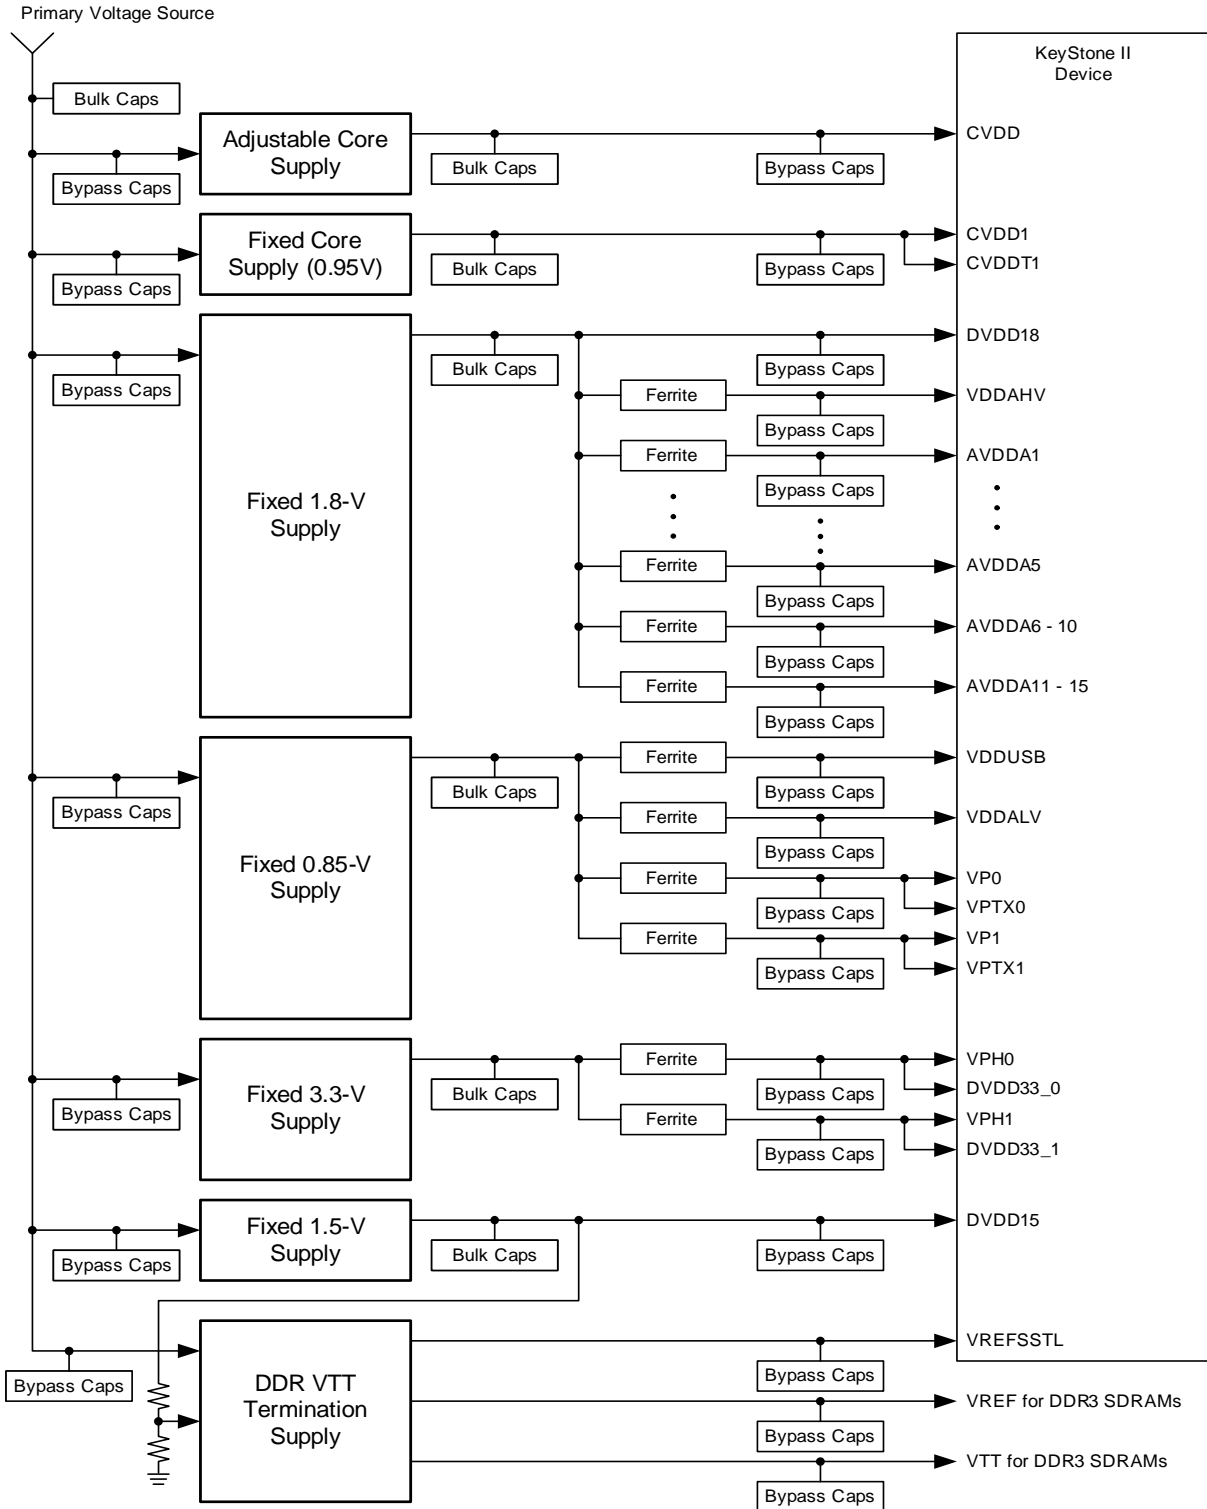 Primary Voltage Source
KeyStone II
Device
Bulk Caps
Adjustable Core
Supply
Bypass Caps
Bulk Caps
Bypass Caps
CVDD
Fixed Core
Supply (0.95V)
Bypass Caps
Bulk Caps
Bypass Caps
CVDD1
CVDDT1
Fixed 1.8-V
Supply
Bypass Caps
Bulk Caps
Bypass Caps
DVDD18
Ferrite
Bypass Caps
VDDAHV
Ferrite
Bypass Caps
AVDDA1
Ferrite
Bypass Caps
AVDDA5
Ferrite
Bypass Caps
AVDDA6 - 10
Ferrite
Bypass Caps
AVDDA11 - 15
Fixed 0.85-V
Supply
Bypass Caps
Bulk Caps
Ferrite
Bypass Caps
VDDUSB
Ferrite
Bypass Caps
VDDALV
Ferrite
Bypass Caps
VP0
VPTX0
Ferrite
Bypass Caps
VP1
VPTX1
Fixed 3.3-V
Supply
Bypass Caps
Bulk Caps
Ferrite
Bypass Caps
VPH0
DVDD33_0
Ferrite
Bypass Caps
VPH1
DVDD33_1
Fixed 1.5-V
Supply
Bypass Caps
Bulk Caps
Bypass Caps
DVDD15
DDR VTT
Termination
Supply
Bypass Caps
Bypass Caps
VREFSSTL
Bypass Caps
VREF for DDR3 SDRAMs
Bypass Caps
VTT for DDR3 SDRAMs